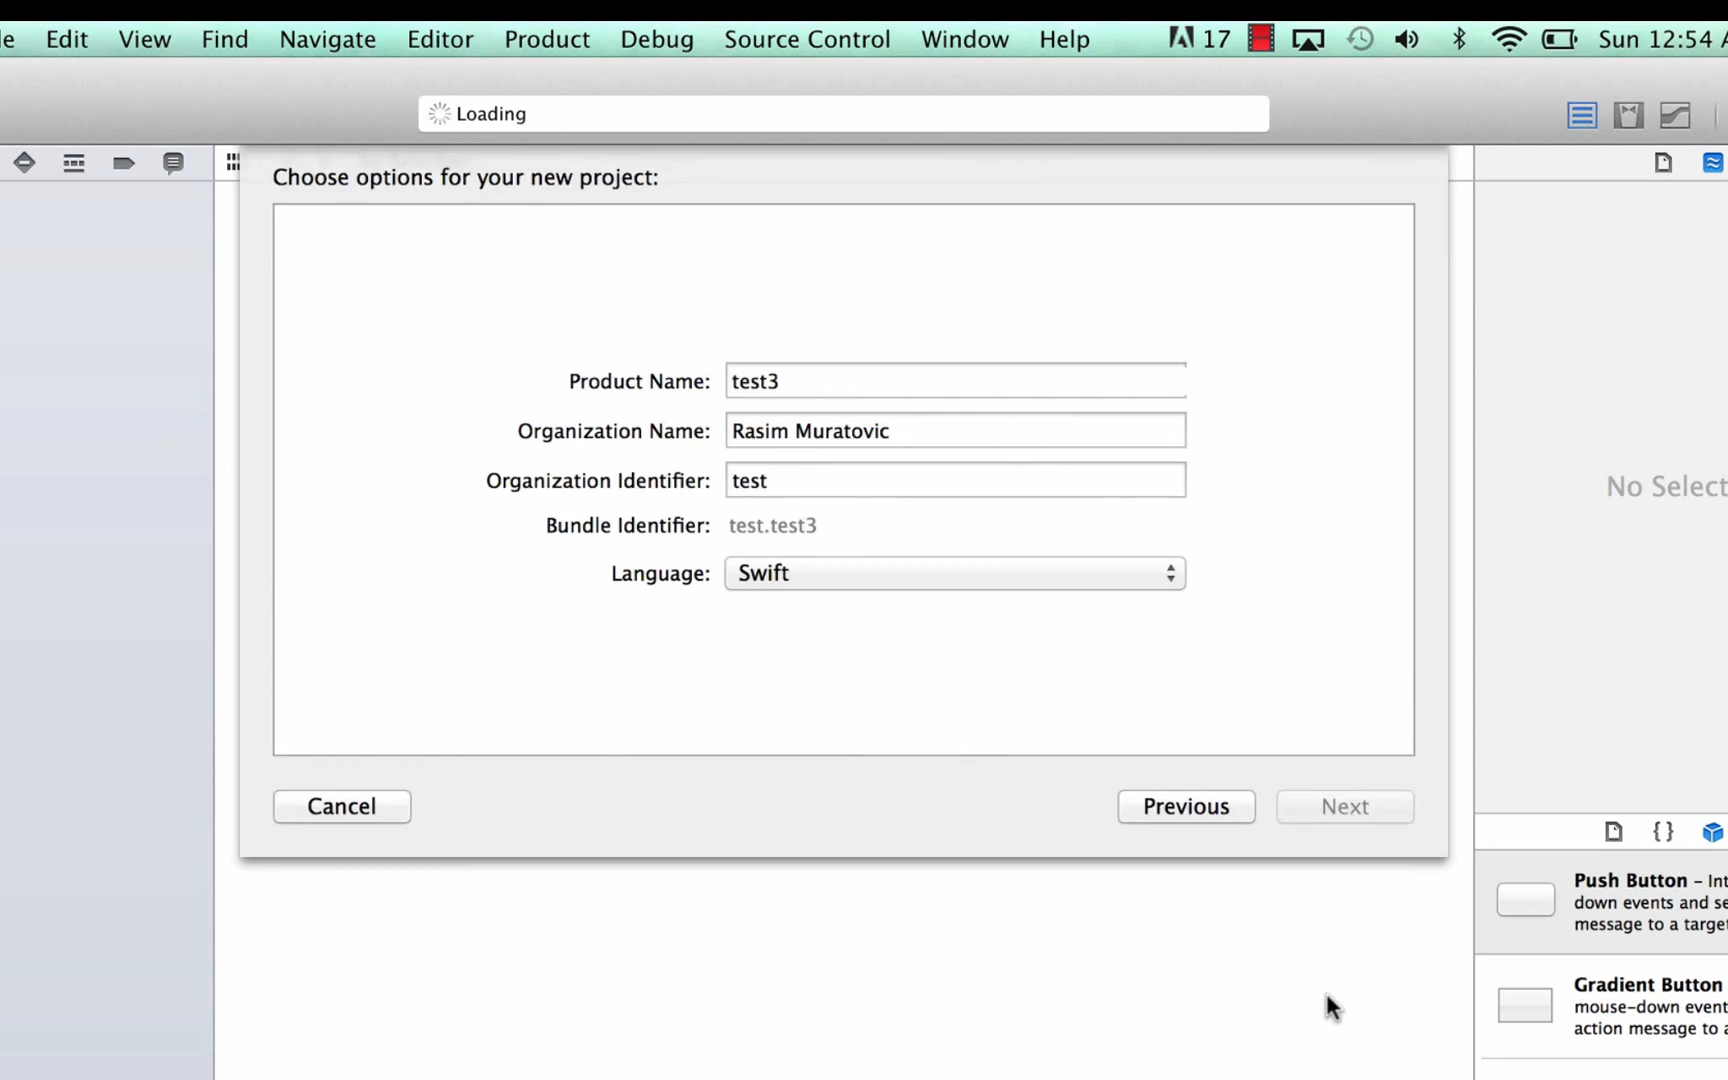 Edit View Find Navigate Editor Product Debug Source Control Window Help 17 Sun 12:54
Loading
Choose options for your new project:
Product Name: test3
Organization Name: Rasim Muratovic
Organization Identifier: test
Bundle Identifier: test.test3
Language: Swift
Cancel Previous Next
No Select
{ }
Push Button – Int
down events and se
message to a target
Gradient Button
mouse-down event
action message to a